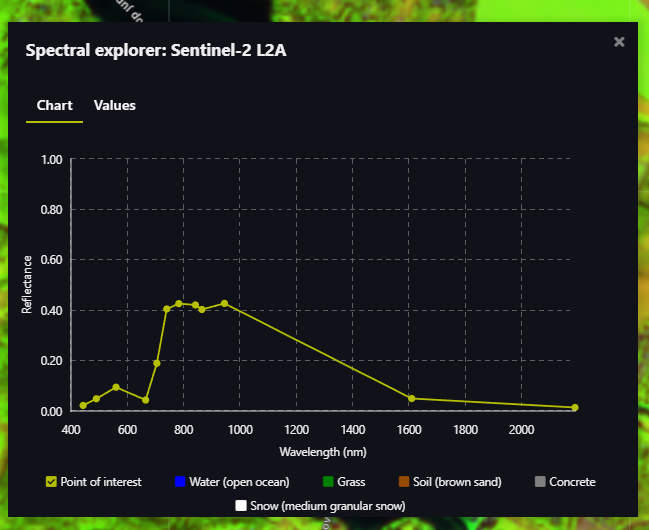 Spectral explorer: Sentinel-2 L2A
Chart Values
1.00
0.80
0.60
0.40
0.20
0.00
Reflectance
400 600 800 1000 1200 1400 1600 1800 2000
Wavelength (nm)
Point of interest Water (open ocean) Grass Soil (brown sand) Concrete
Snow (medium granular snow)